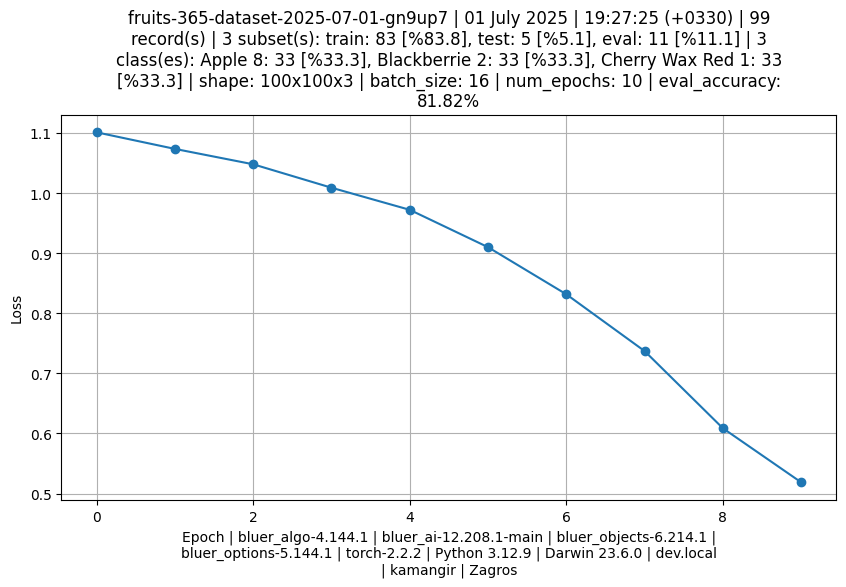 fruits-365-dataset-2025-07-01-gn9up7 | 01 July 2025 | 19:27:25 (+0330) | 99
record(s) | 3 subset(s): train: 83 [%83.8], test: 5 [%5.1], eval: 11 [%11.1] | 3
class(es): Apple 8: 33 [%33.3], Blackberrie 2: 33 [%33.3], Cherry Wax Red 1: 33
[%33.3] | shape: 100x100x3 | batch_size: 16 | num_epochs: 10 | eval_accuracy:
81.82%
1.1
1.0
0.9
0.8
0.7
0.6
0.5
Loss
0
2
4
6
8
Epoch | bluer_algo-4.144.1 | bluer_ai-12.208.1-main | bluer_objects-6.214.1 |
bluer_options-5.144.1 | torch-2.2.2 | Python 3.12.9 | Darwin 23.6.0 | dev.local
| kamangir | Zagros